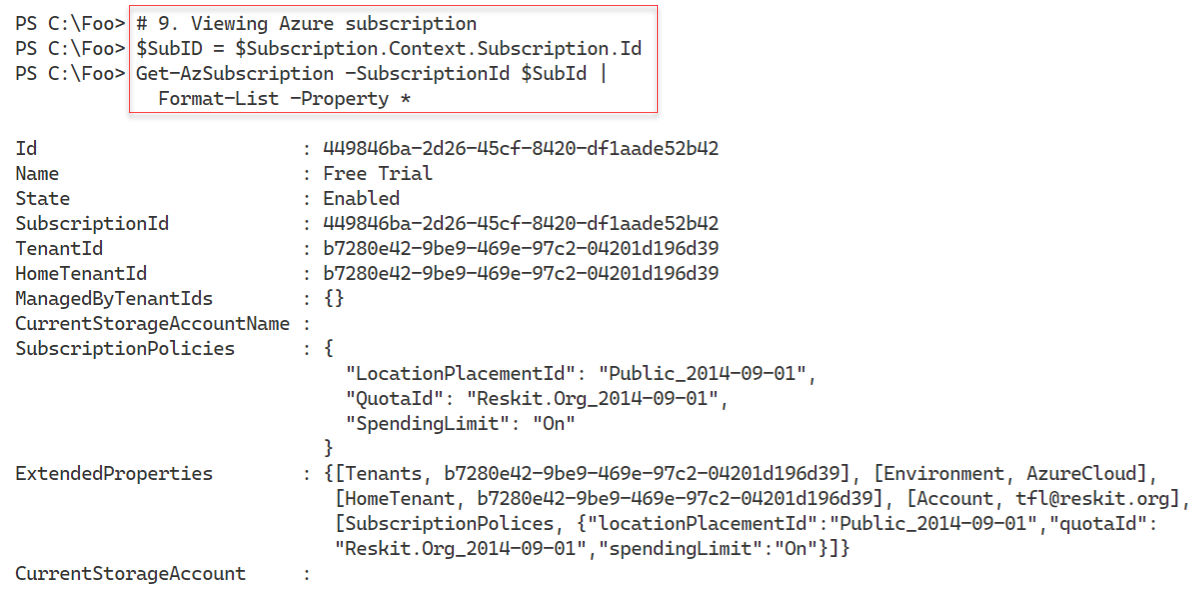 PS C:\Foo> # 9. Viewing Azure subscription
PS C:\Foo> $SubID = $Subscription.Context.Subscription.Id
PS C:\Foo> Get-AzSubscription -SubscriptionId $SubId |
  Format-List -Property *
Id                        : 449846ba-2d26-45cf-8420-df1aade52b42
Name                      : Free Trial
State                     : Enabled
SubscriptionId            : 449846ba-2d26-45cf-8420-df1aade52b42
TenantId                  : b7280e42-9be9-469e-97c2-04201d196d39
HomeTenantId              : b7280e42-9be9-469e-97c2-04201d196d39
ManagedByTenantIds        : {}
CurrentStorageAccountName :
SubscriptionPolicies      : {
                              "LocationPlacementId": "Public_2014-09-01",
                              "QuotaId": "Reskit.Org_2014-09-01",
                              "SpendingLimit": "On"
                            }
ExtendedProperties        : {[Tenants, b7280e42-9be9-469e-97c2-04201d196d39], [Environment, AzureCloud],
                             [HomeTenant, b7280e42-9be9-469e-97c2-04201d196d39], [Account, tfl@reskit.org],
                             [SubscriptionPolices, {"locationPlacementId":"Public_2014-09-01","quotaId":
                             "Reskit.Org_2014-09-01","spendingLimit":"On"}]}
CurrentStorageAccount     :